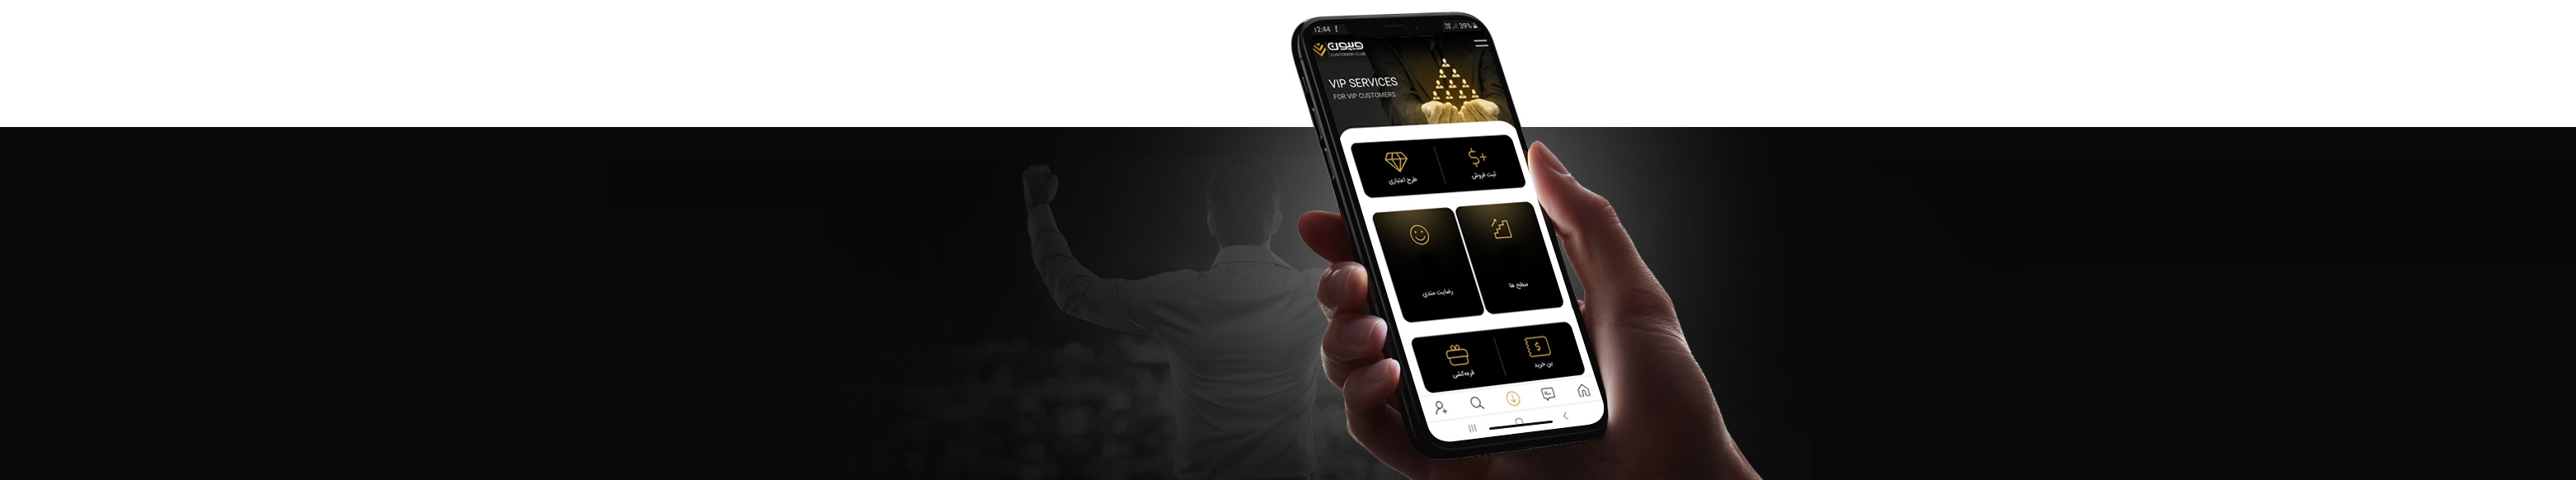 12:44
39%
CUSTOMER CLUB
VIP SERVICES
FOR VIP CUSTOMERS
ثبت فروش
طرح اعتباری
سطح ها
رضایت مندی
بن خرید
قرعه‌کشی